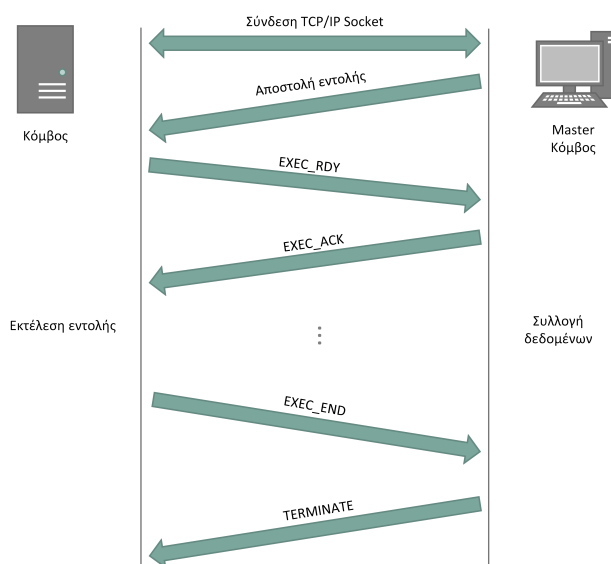 Σύνδεση TCP/IP Socket
Αποστολή εντολής
Κόμβος
Master
Κόμβος
EXEC_RDY
EXEC_ACK
Εκτέλεση εντολής
Συλλογή
δεδομένων
EXEC_END
TERMINATE